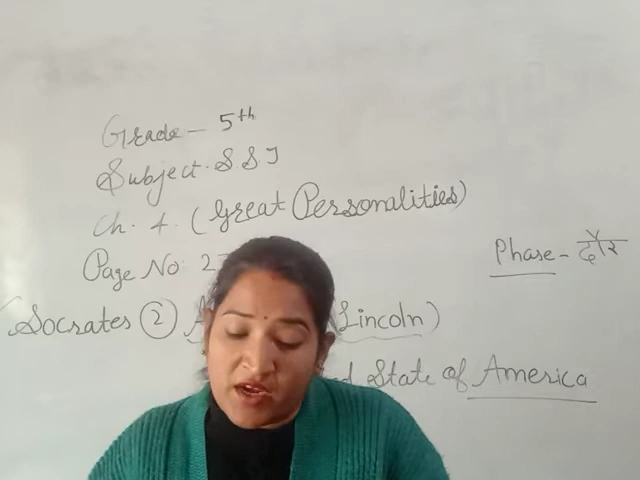 Grade - 5th
Subject. S S I
Ch. 4. (Great Personalities)
Page No: 2
Phase - दौर
Socrates ② Lincoln)
State of America